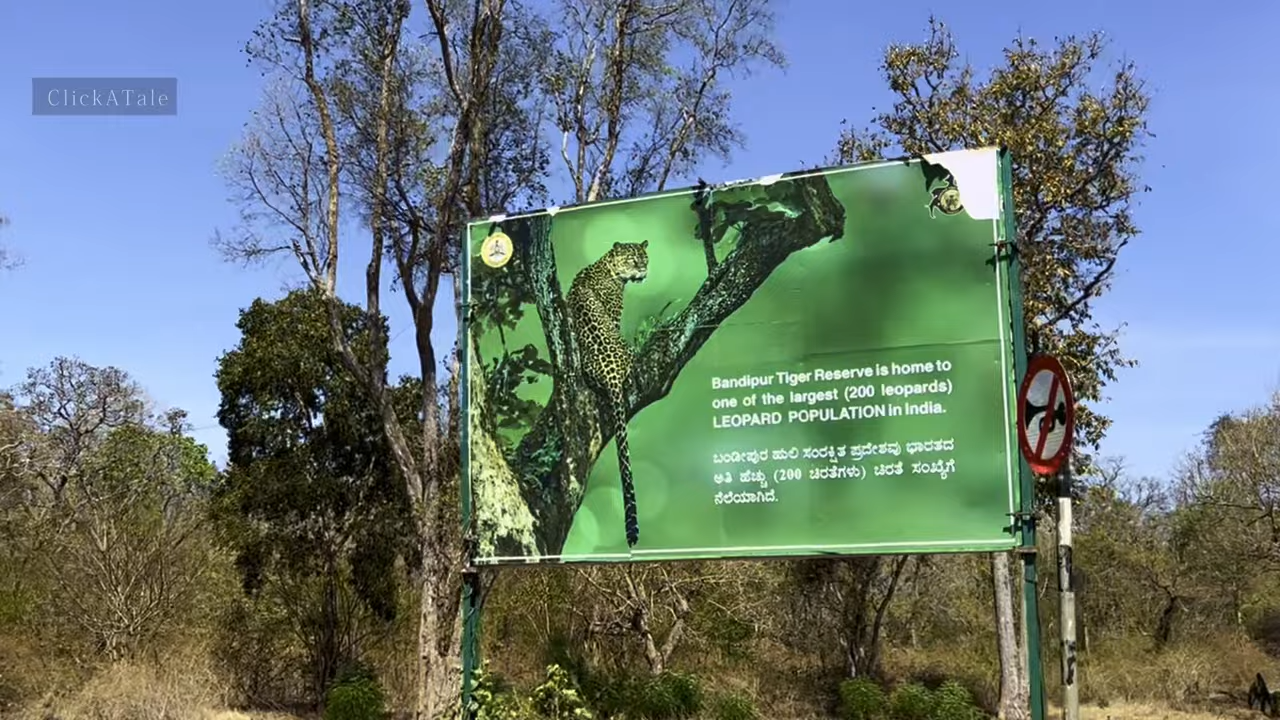 ClickATale
Bandipur Tiger Reserve is home to
one of the largest (200 leopards)
LEOPARD POPULATION in India.
ಬಂಡೀಪುರ ಹುಲಿ ಸಂರಕ್ಷಿತ ಪ್ರದೇಶವು ಭಾರತದ
ಅತಿ ಹೆಚ್ಚು (200 ಚಿರತೆಗಳು) ಚಿರತೆ ಸಂಖ್ಯೆಗೆ
ನೆಲೆಯಾಗಿದೆ.